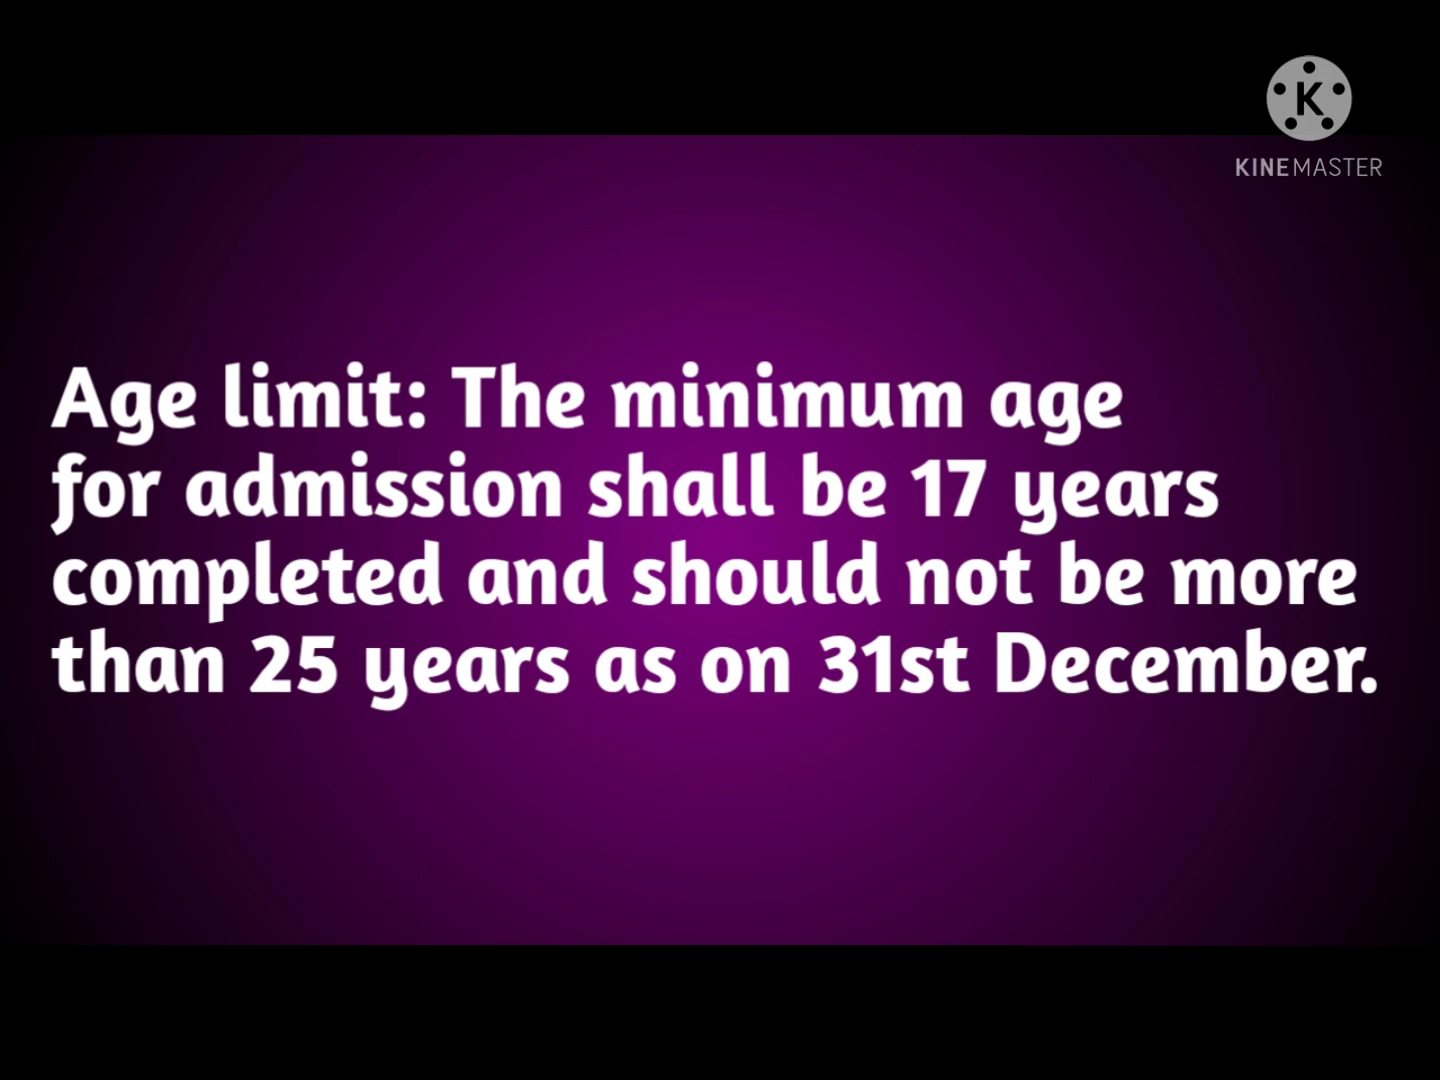 K
KINEMASTER
Age limit: The minimum age
for admission shall be 17 years
completed and should not be more
than 25 years as on 31st December.